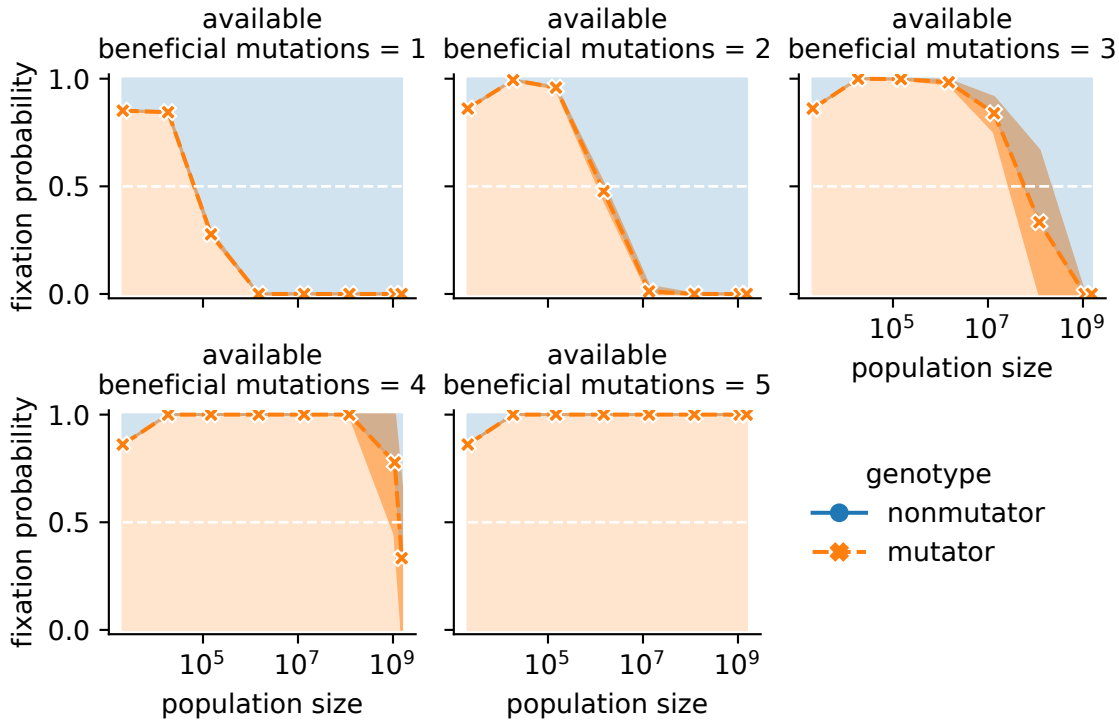 available
beneficial mutations = 1
available
beneficial mutations = 2
available
beneficial mutations = 3
fixation probability
1.0
0.5
0.0
10^5
10^7
10^9
population size
available
beneficial mutations = 4
available
beneficial mutations = 5
fixation probability
1.0
0.5
0.0
10^5
10^7
10^9
population size
10^5
10^7
10^9
population size
genotype
nonmutator
mutator